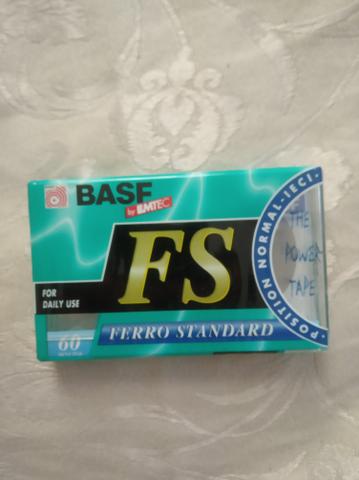 BASF
by EMTEC
FS
FOR
DAILY USE
FERRO STANDARD
60
· POSITION NORMAL · IECI ·
THE
POWER
TAPE